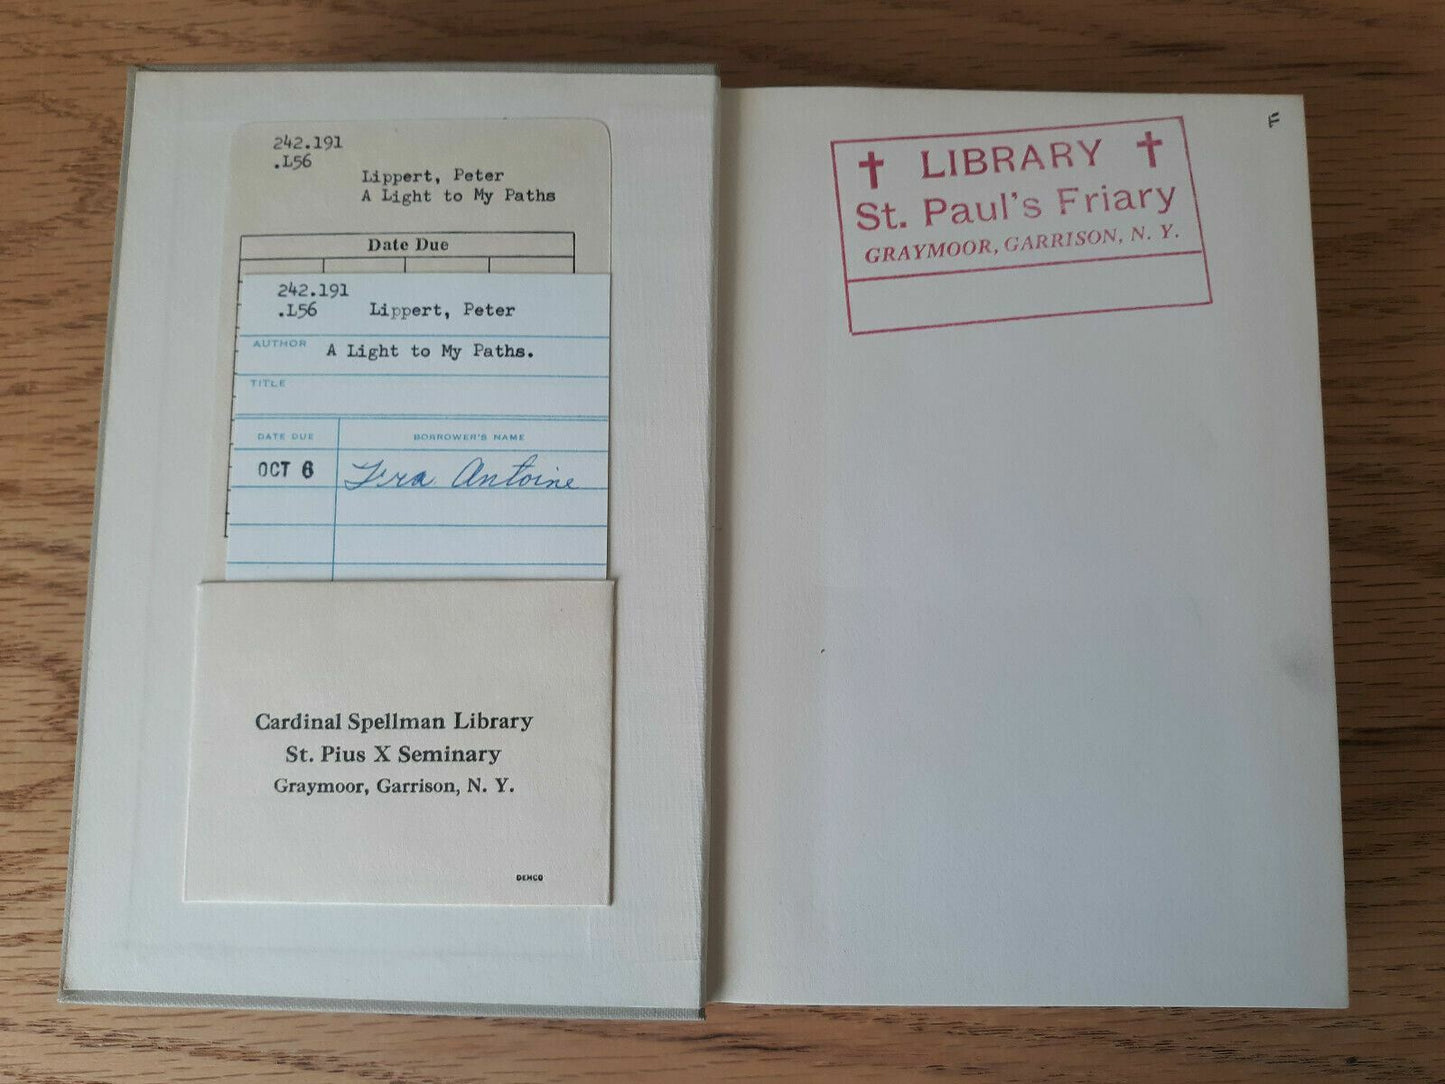 242.191
.L56
Lippert, Peter
A Light to My Paths
Date Due
242.191
.L56 Lippert, Peter
AUTHOR A Light to My Paths.
TITLE
DATE DUE BORROWER'S NAME
OCT 6 Fra Antoine
Cardinal Spellman Library
St. Pius X Seminary
Graymoor, Garrison, N. Y.
DEMCO
✝ LIBRARY ✝
St. Paul's Friary
GRAYMOOR, GARRISON, N. Y.